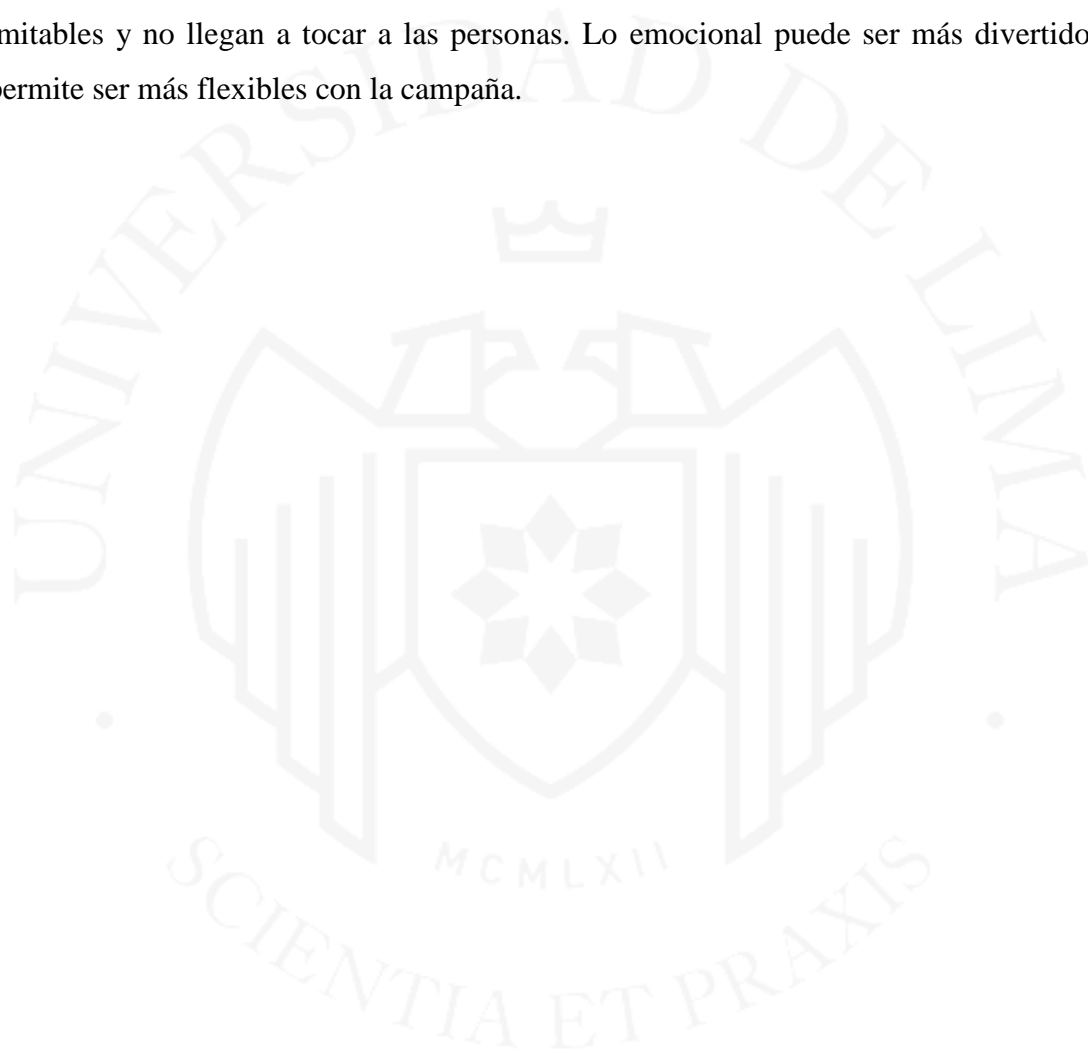 mitables y no llegan a tocar a las personas. Lo emocional puede ser más divertido
permite ser más flexibles con la campaña.
UNIVERSIDAD DE LIMA
MCMLXII
SCIENTIA ET PRAXIS